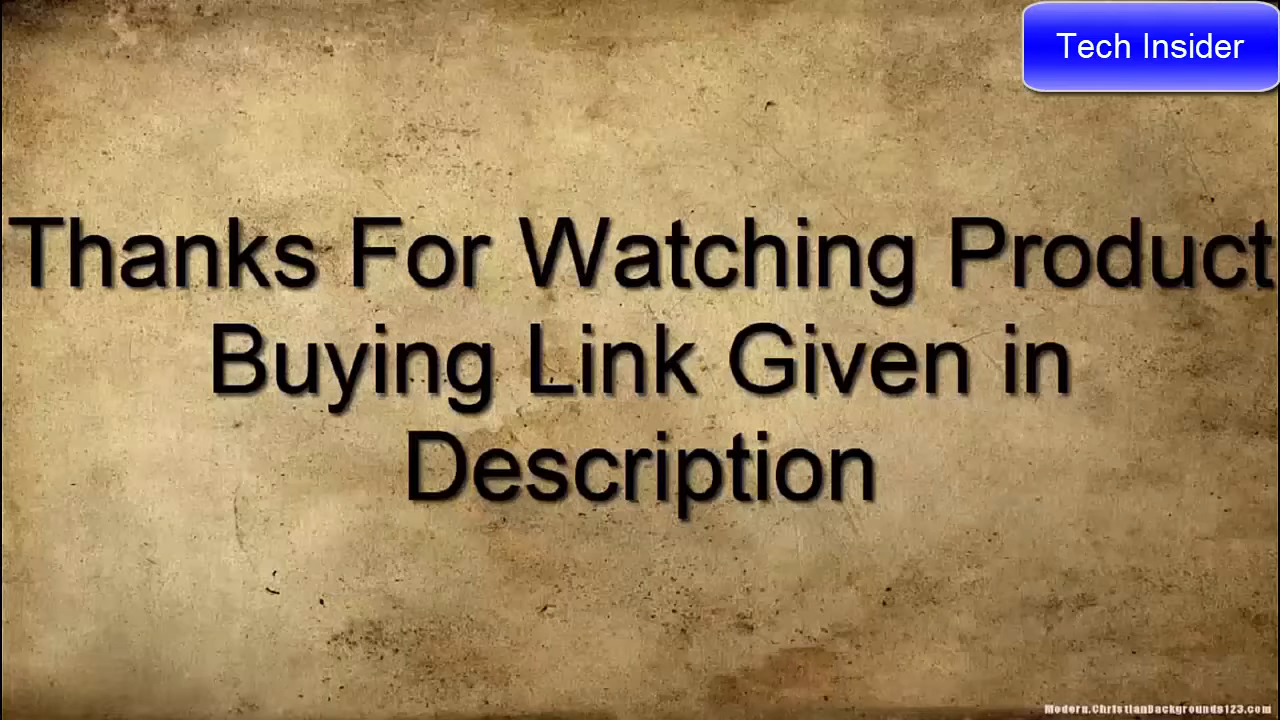 Tech Insider
Thanks For Watching Product
Buying Link Given in
Description
Modern.ChristianBackgrounds123.com